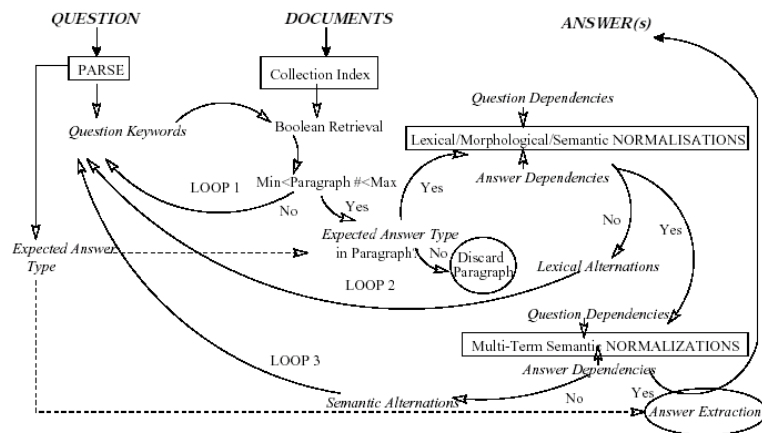 QUESTION
DOCUMENTS
ANSWER(s)
PARSE
Collection Index
Question Dependencies
Question Keywords
Boolean Retrieval
Lexical/Morphological/Semantic NORMALISATIONS
LOOP 1
Min<Paragraph #<Max
Yes
Answer Dependencies
No
Yes
Expected Answer Type
in Paragraph?
No
Discard
Paragraph
No
Yes
Expected Answer
Type
LOOP 2
Lexical Alternations
Question Dependencies
Multi-Term Semantic NORMALIZATIONS
LOOP 3
Answer Dependencies
Semantic Alternations
No
Yes
Answer Extraction